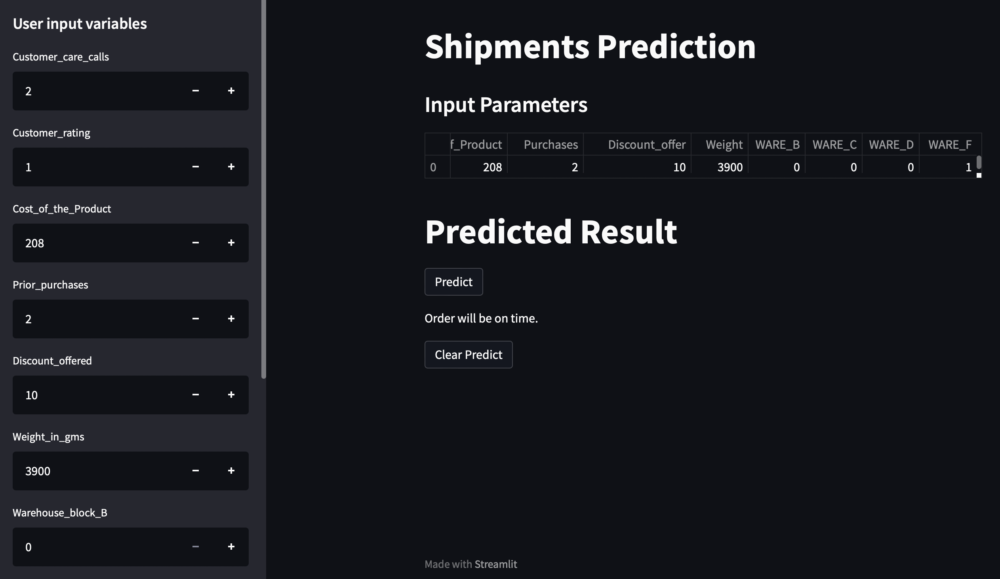 User input variables
Customer_care_calls
2
Customer_rating
1
Cost_of_the_Product
208
Prior_purchases
2
Discount_offered
10
Weight_in_gms
3900
Warehouse_block_B
0
Shipments Prediction
Input Parameters
f_Product Purchases Discount_offer Weight WARE_B WARE_C WARE_D WARE_F
0 208 2 10 3900 0 0 0 1
Predicted Result
Predict
Order will be on time.
Clear Predict
Made with Streamlit